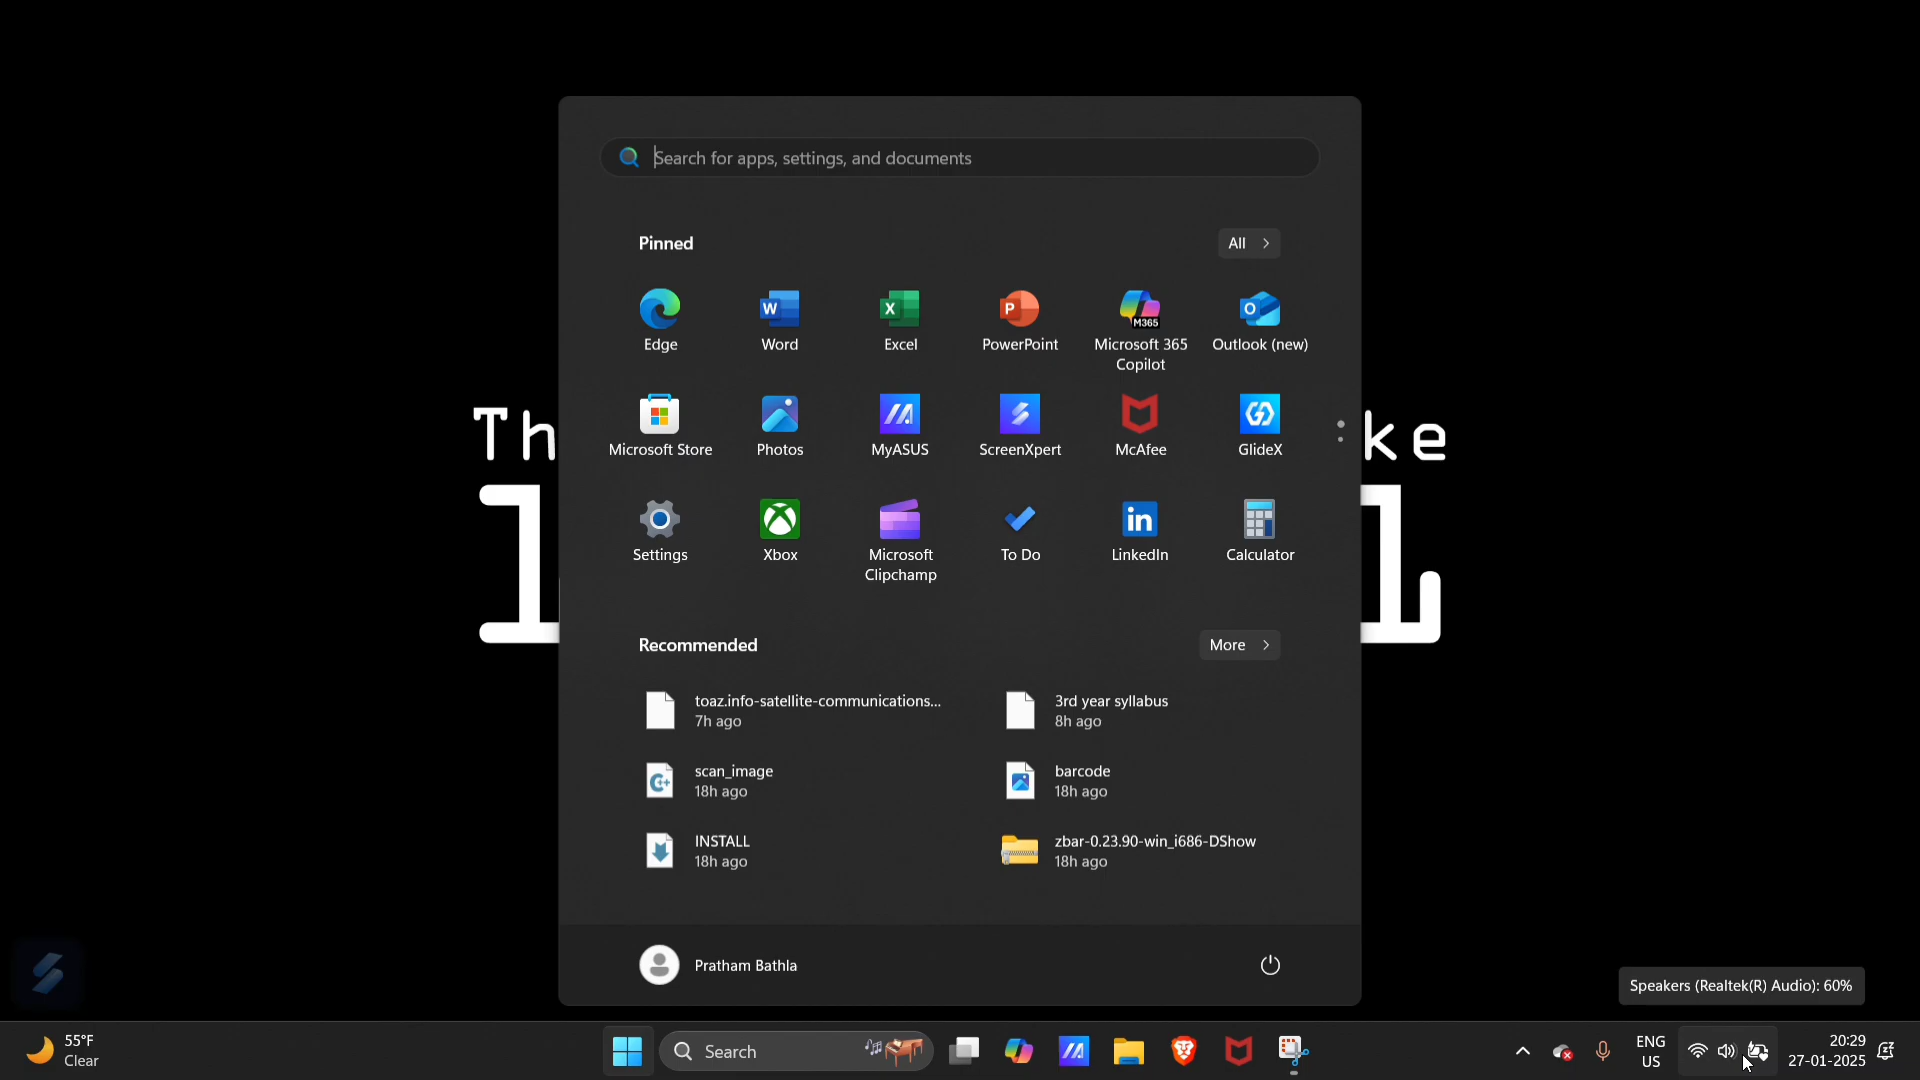 Search for apps, settings, and documents
Pinned
All
Edge
Word
Excel
PowerPoint
M365
Microsoft 365
Copilot
Outlook (new)
Microsoft Store
Photos
MyASUS
ScreenXpert
McAfee
GlideX
Th
ke
Settings
Xbox
Microsoft
Clipchamp
To Do
LinkedIn
Calculator
Recommended
More
toaz.info-satellite-communications...
7h ago
3rd year syllabus
8h ago
scan_image
18h ago
barcode
18h ago
INSTALL
18h ago
zbar-0.23.90-win_i686-DShow
18h ago
Pratham Bathla
Speakers (Realtek(R) Audio): 60%
55°F
Clear
Search
ENG
US
20:29
27-01-2025